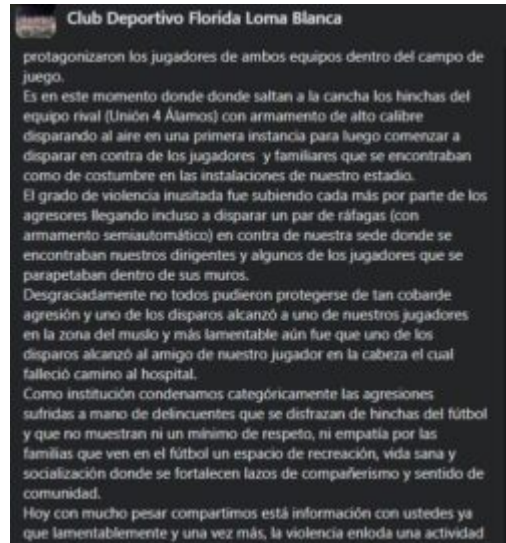 Club Deportivo Florida Loma Blanca
protagonizaron los jugadores de ambos equipos dentro del campo de
juego.
Es en este momento donde donde saltan a la cancha los hinchas del
equipo rival (Unión 4 Álamos) con armamento de alto calibre
disparando al aire en una primera instancia para luego comenzar a
disparar en contra de los jugadores y familiares que se encontraban
como de costumbre en las instalaciones de nuestro estadio.
El grado de violencia inusitada fue subiendo cada más por parte de los
agresores llegando incluso a disparar un par de ráfagas (con
armamento semiautomático) en contra de nuestra sede donde se
encontraban nuestros dirigentes y algunos de los jugadores que se
parapetaban dentro de sus muros.
Desgraciadamente no todos pudieron protegerse de tan cobarde
agresión y uno de los disparos alcanzó a uno de nuestros jugadores
en la zona del muslo y más lamentable aún fue que uno de los
disparos alcanzó al amigo de nuestro jugador en la cabeza el cual
falleció camino al hospital.
Como institución condenamos categóricamente las agresiones
sufridas a mano de delincuentes que se disfrazan de hinchas del fútbol
y que no muestran ni un mínimo de respeto, ni empatía por las
familias que ven en el fútbol un espacio de recreación, vida sana y
socialización donde se fortalecen lazos de compañerismo y sentido de
comunidad.
Hoy con mucho pesar compartimos está información con ustedes ya
que lamentablemente y una vez más, la violencia enloda una actividad